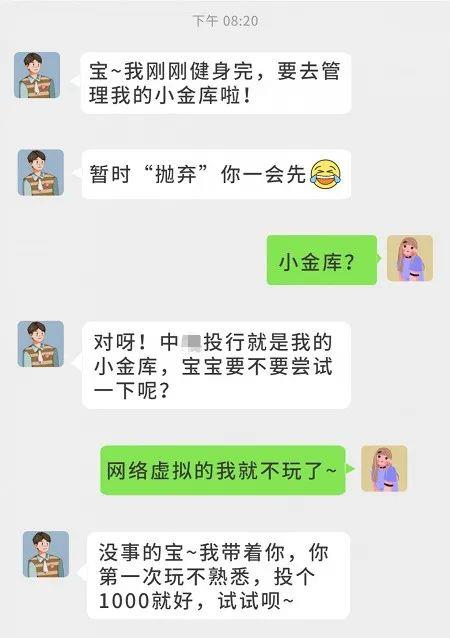 下午 08:20
宝~我刚刚健身完，要去管
理我的小金库啦！
暂时“抛弃”你一会先
小金库？
对呀！中投行就是我的
小金库，宝宝要不要尝试
一下呢？
网络虚拟的我就不玩了~
没事的宝~我带着你，你
第一次玩不熟悉，投个
1000就好，试试呗~